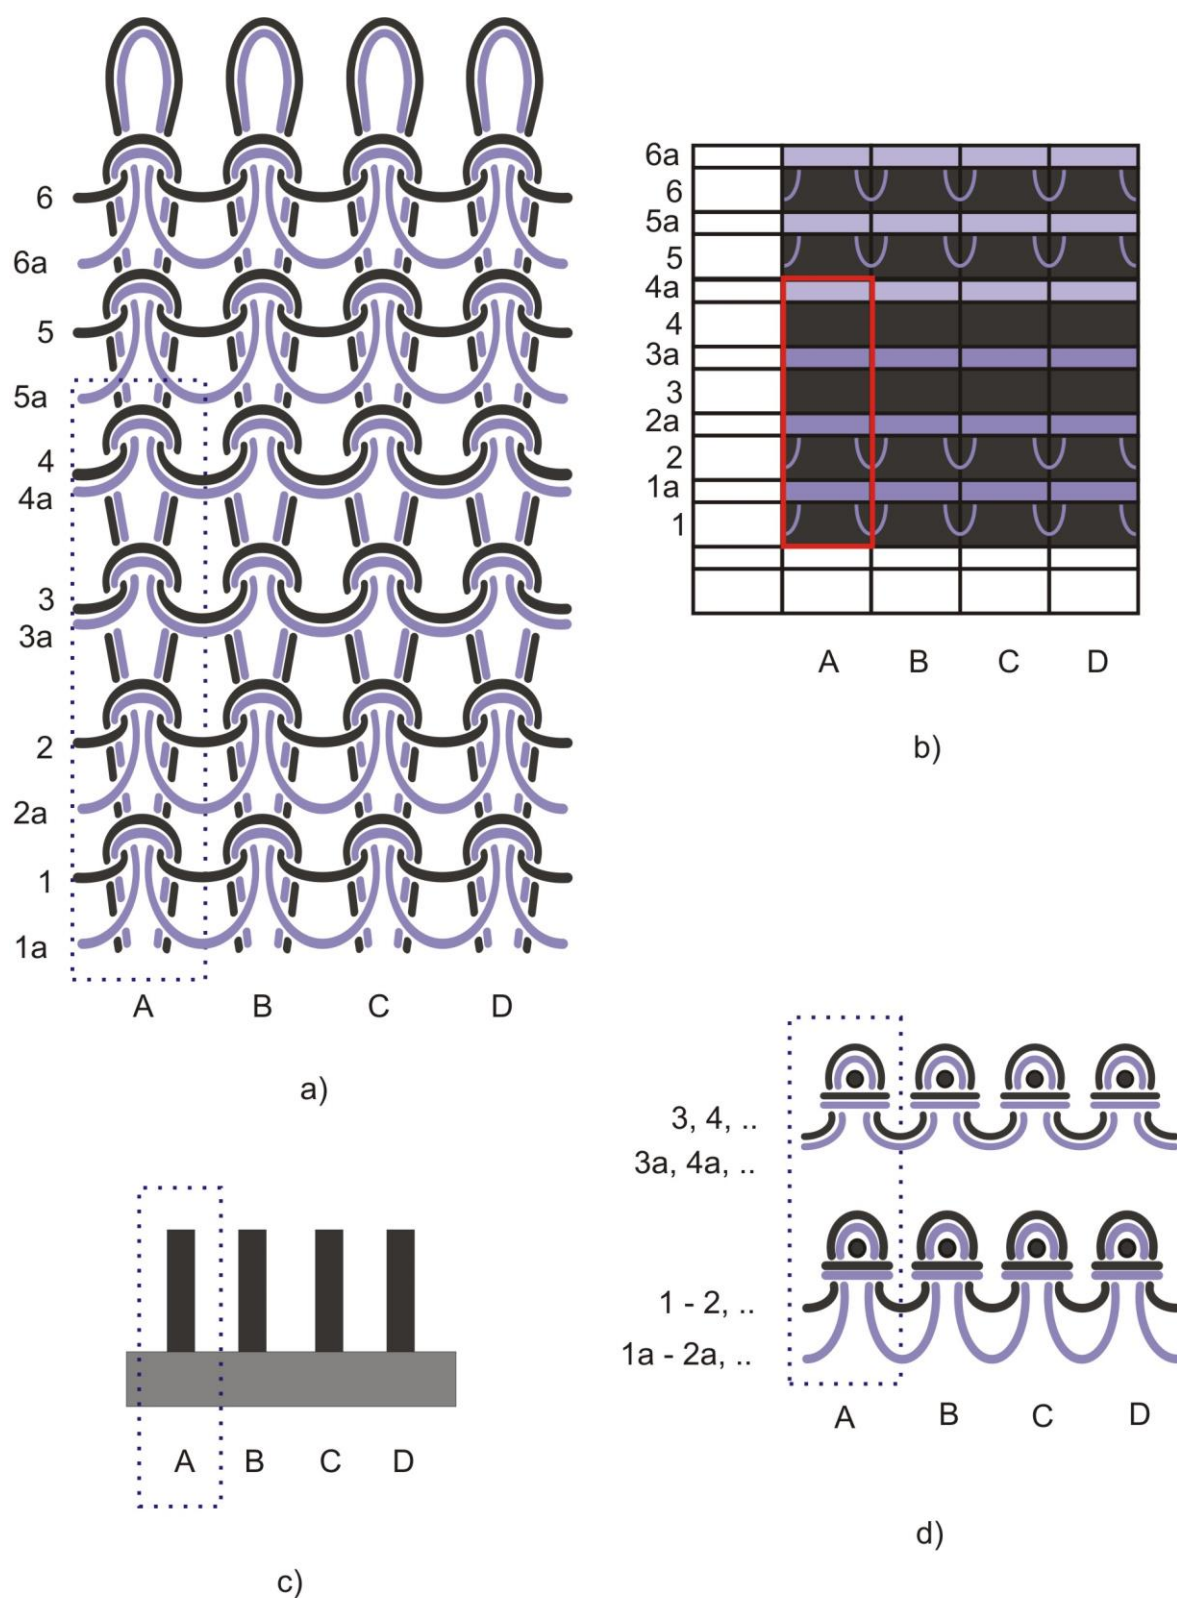 6
6a
5
5a
4
4a
3
3a
2
2a
1
1a
A B C D
a)
6a
6
5a
5
4a
4
3a
3
2a
2
1a
1
A B C D
b)
A B C D
c)
3, 4, ..
3a, 4a, ..
1 - 2, ..
1a - 2a, ..
A B C D
d)